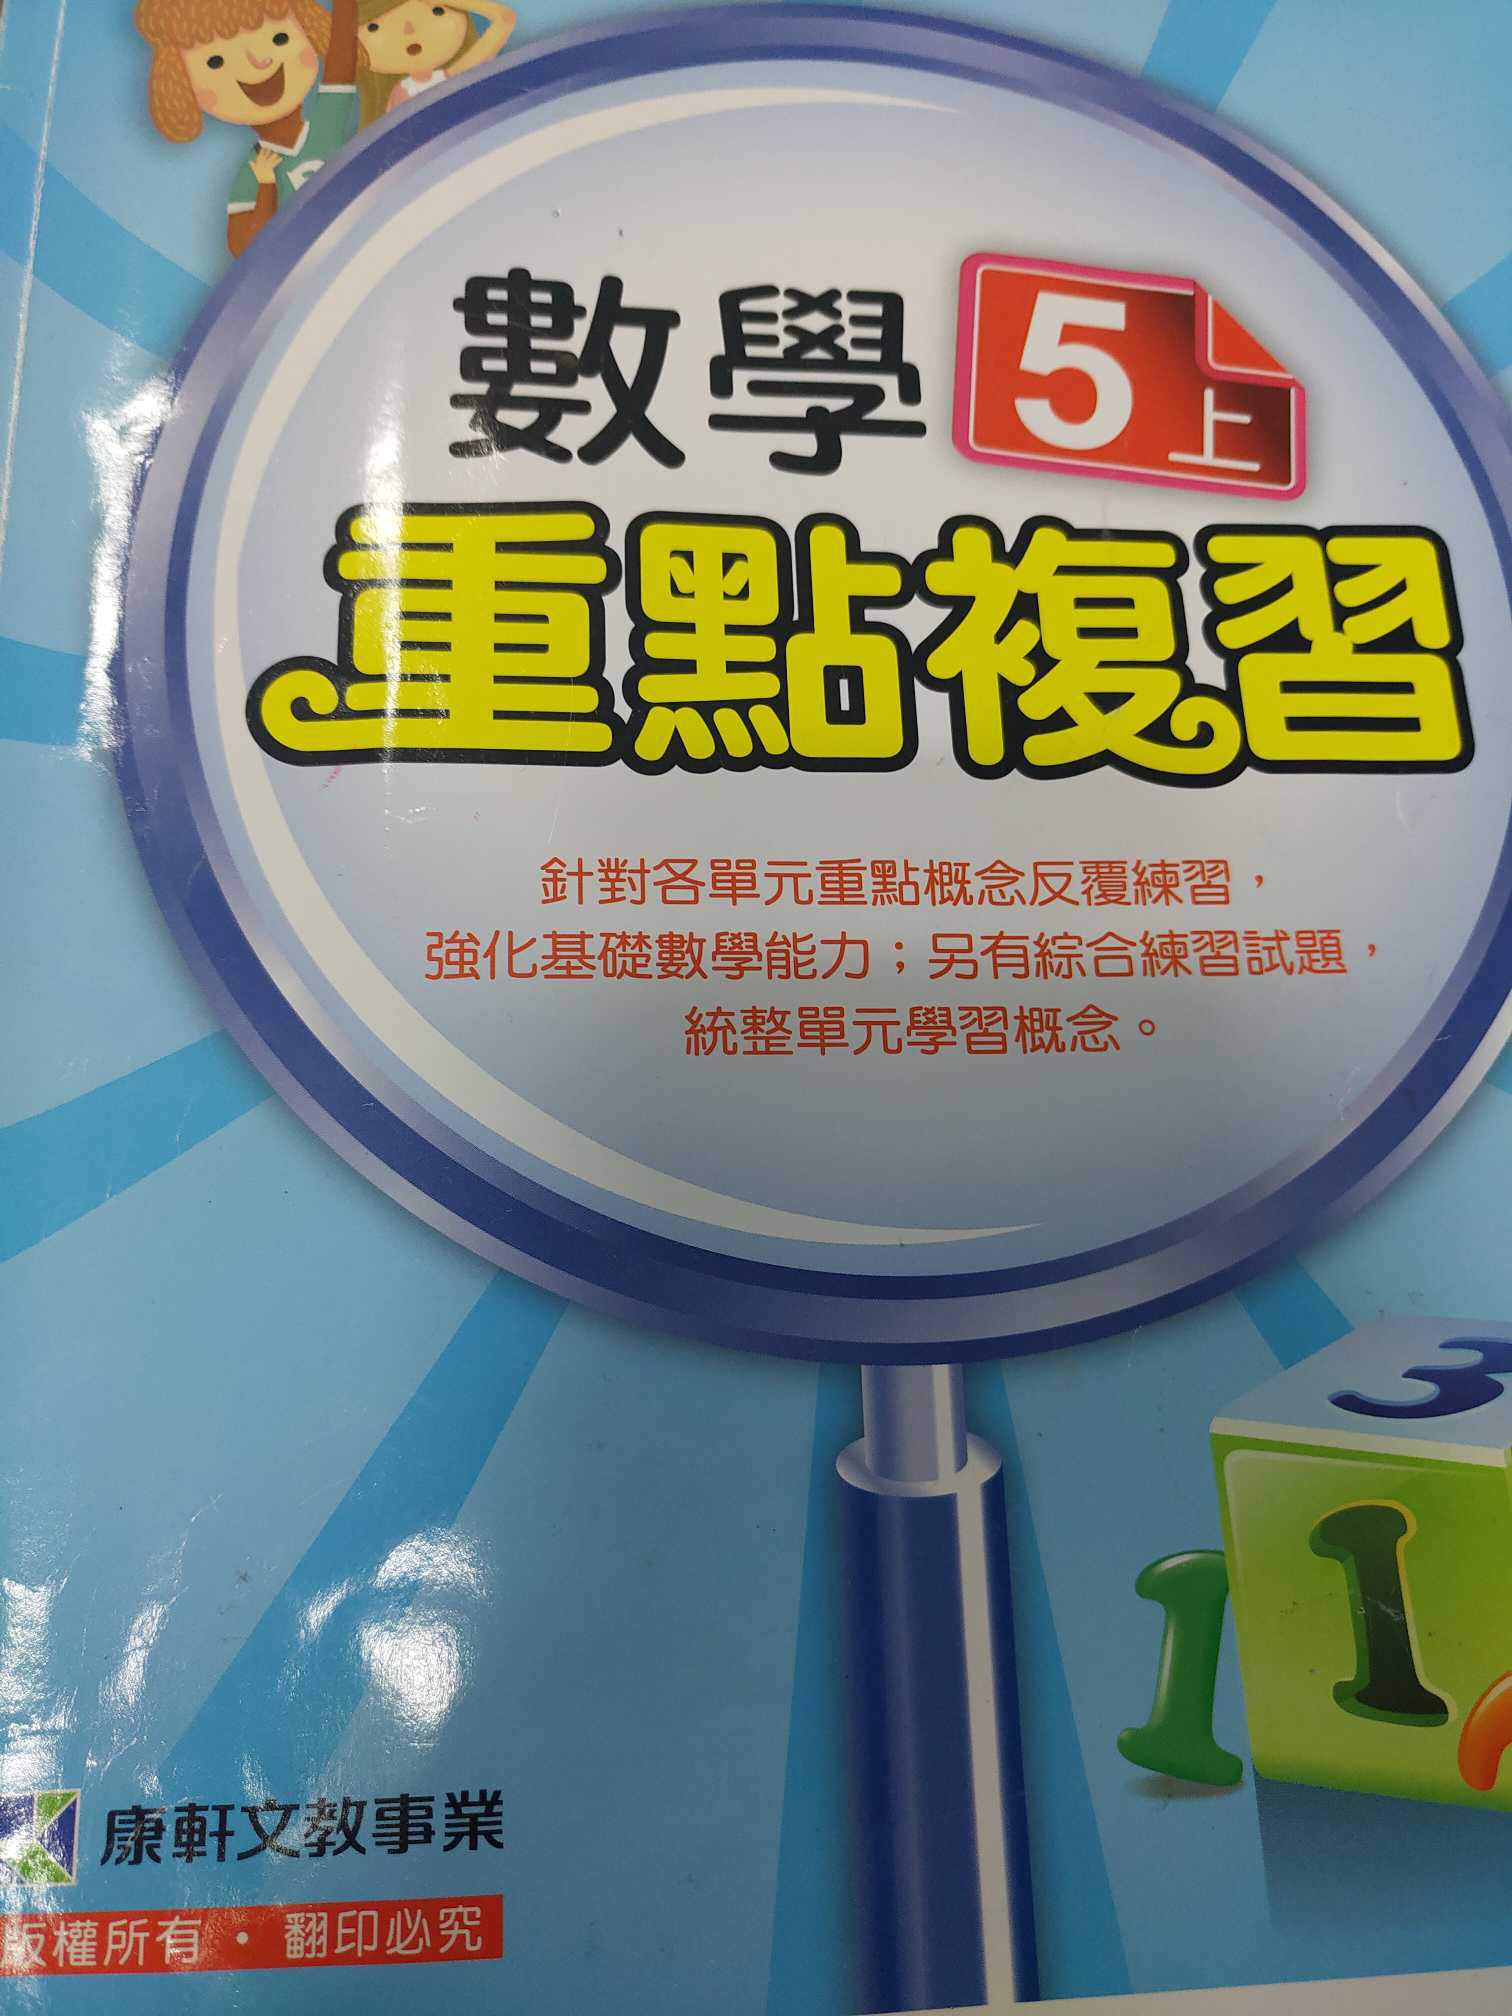 數學 5上
重點複習
針對各單元重點概念反覆練習，
強化基礎數學能力；另有綜合練習試題，
統整單元學習概念。
3
1 1
康軒文教事業
版權所有・翻印必究